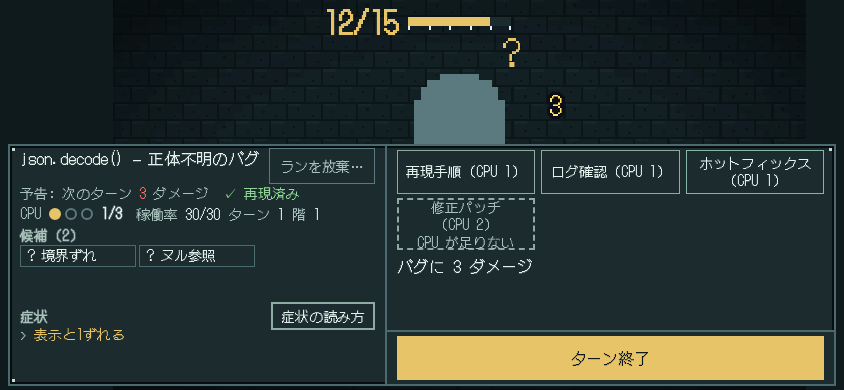 12/15
?
3
json.decode() – 正体不明のバグ
ランを放棄…
予告: 次のターン 3 ダメージ ✓ 再現済み
CPU 1/3 稼働率 30/30 ターン 1 階 1
候補 (2)
? 境界ずれ
? ヌル参照
症状
症状の読み方
> 表示と1ずれる
再現手順 (CPU 1)
ログ確認 (CPU 1)
ホットフィックス
(CPU 1)
修正パッチ
(CPU 2)
CPU が足りない
バグに 3 ダメージ
ターン終了